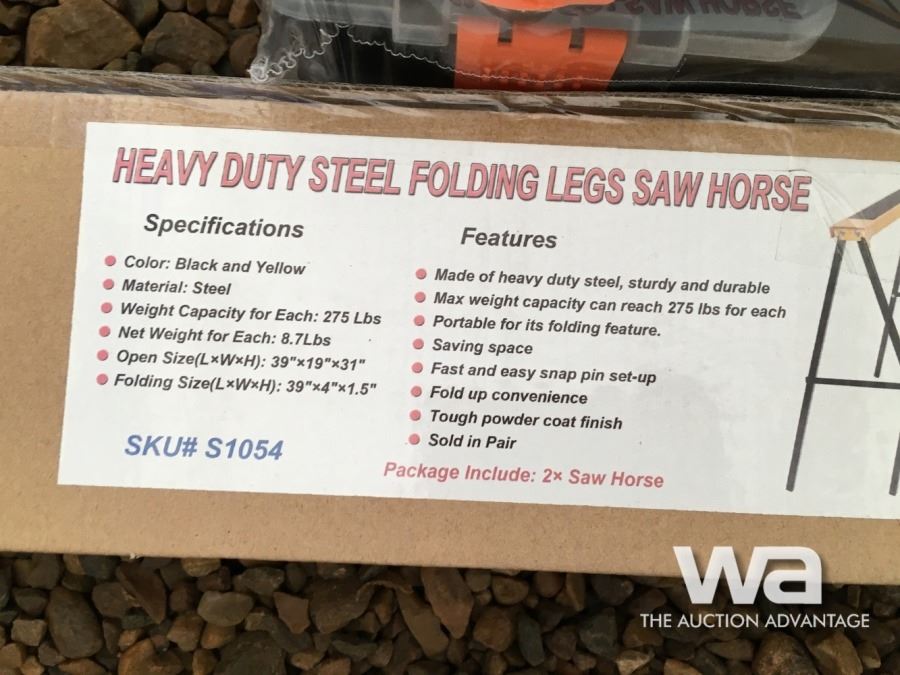 SAW HORSE
HEAVY DUTY STEEL FOLDING LEGS SAW HORSE
Specifications
Color: Black and Yellow
Material: Steel
Weight Capacity for Each: 275 Lbs
Net Weight for Each: 8.7Lbs
Open Size(L×W×H): 39"×19"×31"
Folding Size(L×W×H): 39"×4"×1.5"
SKU# S1054
Features
Made of heavy duty steel, sturdy and durable
Max weight capacity can reach 275 lbs for each
Portable for its folding feature.
Saving space
Fast and easy snap pin set-up
Fold up convenience
Tough powder coat finish
Sold in Pair
Package Include: 2× Saw Horse
wa
THE AUCTION ADVANTAGE